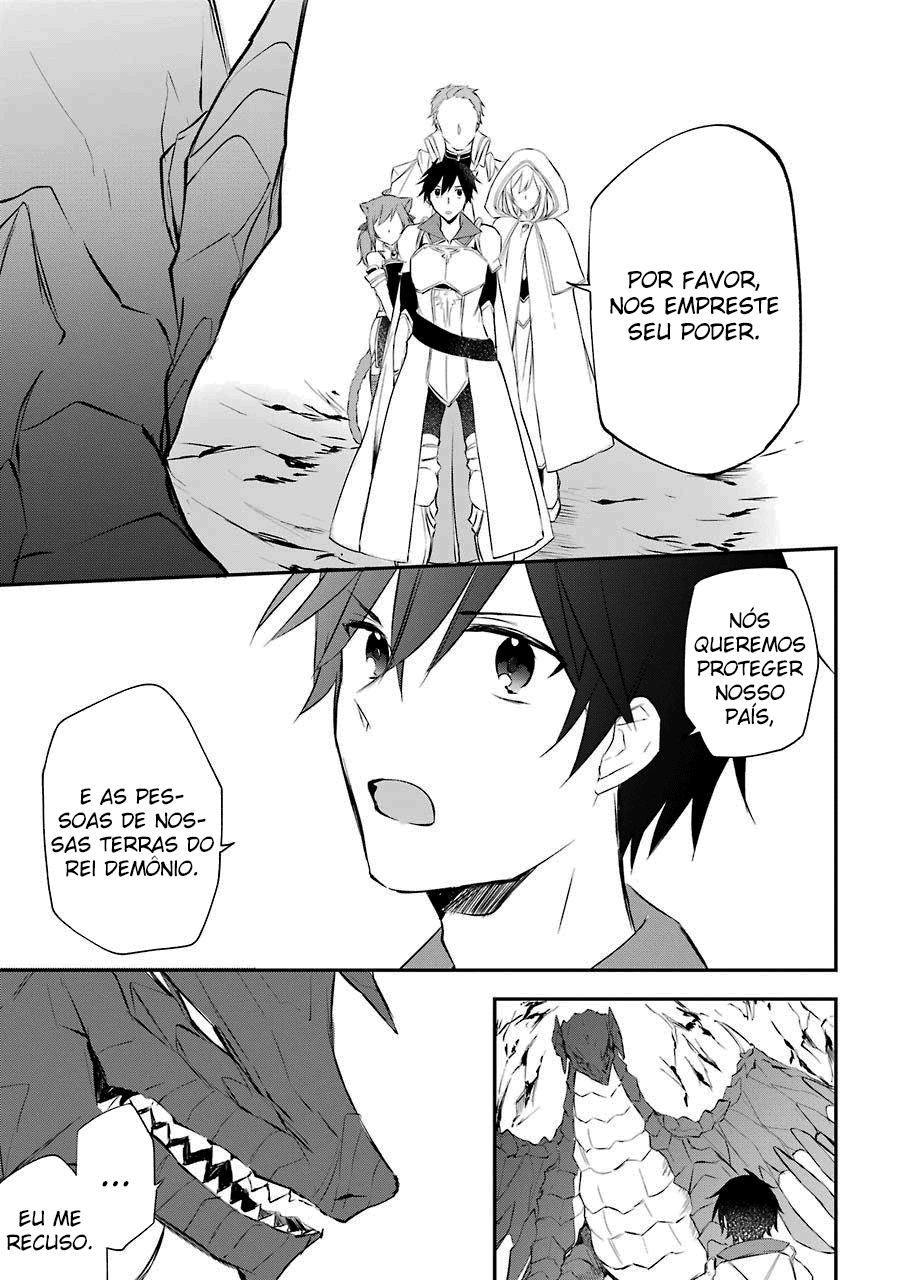 POR FAVOR,
NOS EMPRESTE
SEU PODER.
NÓS
QUEREMOS
PROTEGER
NOSSO
PAÍS,
E AS PES-
SOAS DE NOS-
SAS TERRAS DO
REI DEMÔNIO.
...
EU ME
RECUSO.